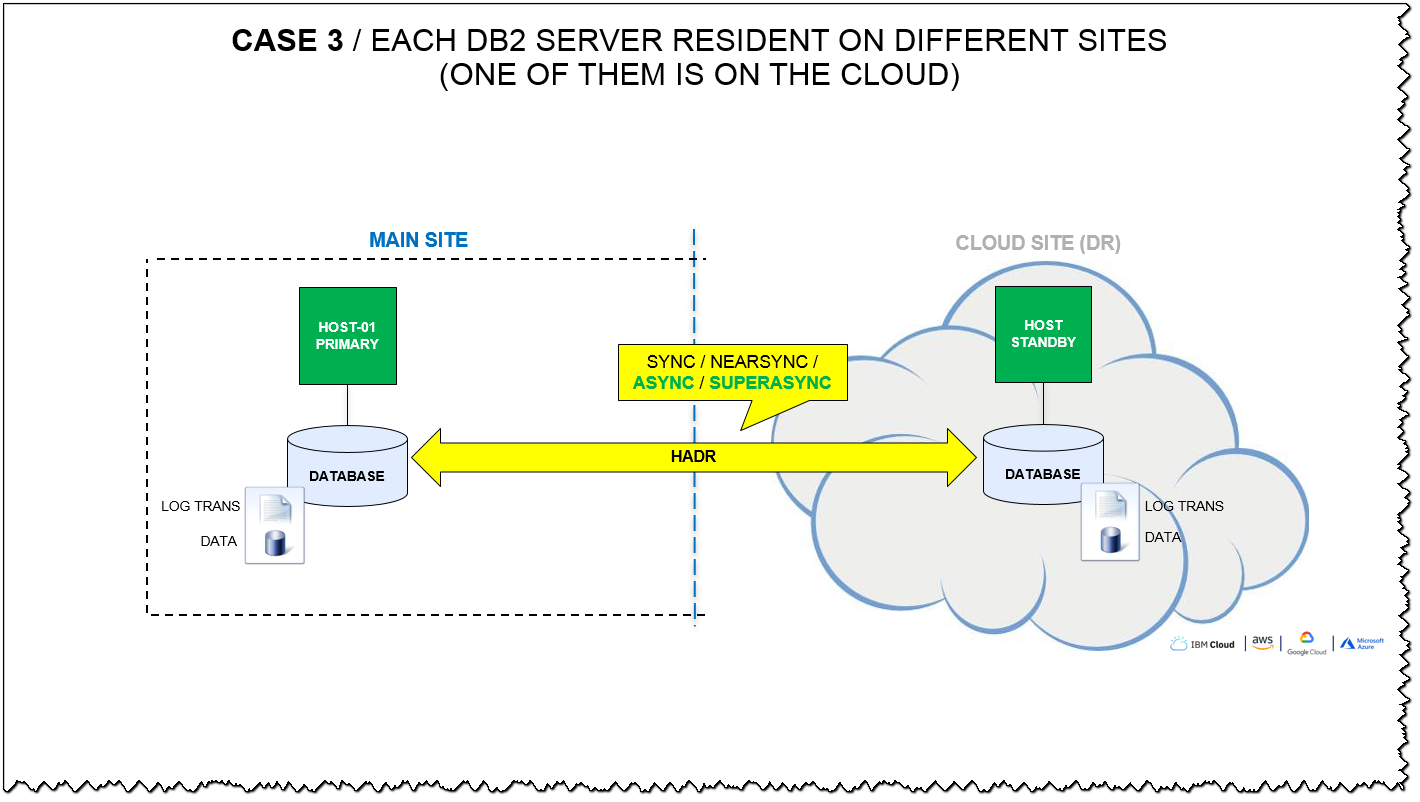 CASE 3 / EACH DB2 SERVER RESIDENT ON DIFFERENT SITES
(ONE OF THEM IS ON THE CLOUD)
MAIN SITE
CLOUD SITE (DR)
HOST-01
PRIMARY
HOST
STANDBY
SYNC / NEARSYNC /
ASYNC / SUPERASYNC
HADR
DATABASE
DATABASE
LOG TRANS
DATA
LOG TRANS
DATA
IBM Cloud
aws
Google Cloud
Microsoft
Azure